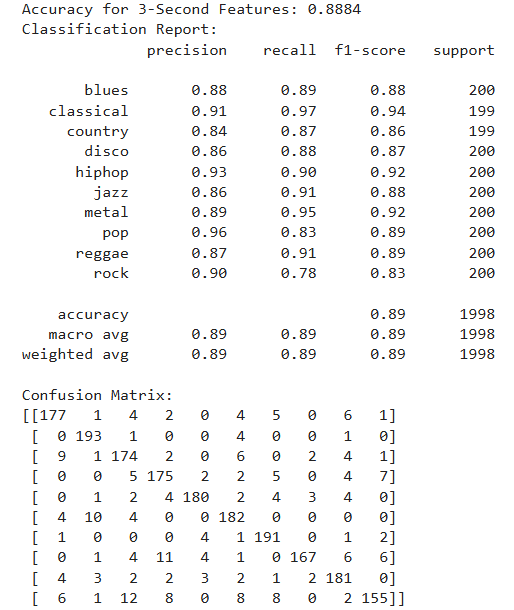 Accuracy for 3-Second Features: 0.8884
Classification Report:
              precision    recall  f1-score   support

       blues       0.88      0.89      0.88       200
   classical       0.91      0.97      0.94       199
     country       0.84      0.87      0.86       199
       disco       0.86      0.88      0.87       200
      hiphop       0.93      0.90      0.92       200
        jazz       0.86      0.91      0.88       200
       metal       0.89      0.95      0.92       200
         pop       0.96      0.83      0.89       200
      reggae       0.87      0.91      0.89       200
        rock       0.90      0.78      0.83       200

    accuracy                           0.89      1998
   macro avg       0.89      0.89      0.89      1998
weighted avg       0.89      0.89      0.89      1998

Confusion Matrix:
[[177   1   4   2   0   4   5   0   6   1]
 [  0 193   1   0   0   4   0   0   1   0]
 [  9   1 174   2   0   6   0   2   4   1]
 [  0   0   5 175   2   2   5   0   4   7]
 [  0   1   2   4 180   2   4   3   4   0]
 [  4  10   4   0   0 182   0   0   0   0]
 [  1   0   0   0   4   1 191   0   1   2]
 [  0   1   4  11   4   1   0 167   6   6]
 [  4   3   2   2   3   2   1   2 181   0]
 [  6   1  12   8   0   8   8   0   2 155]]